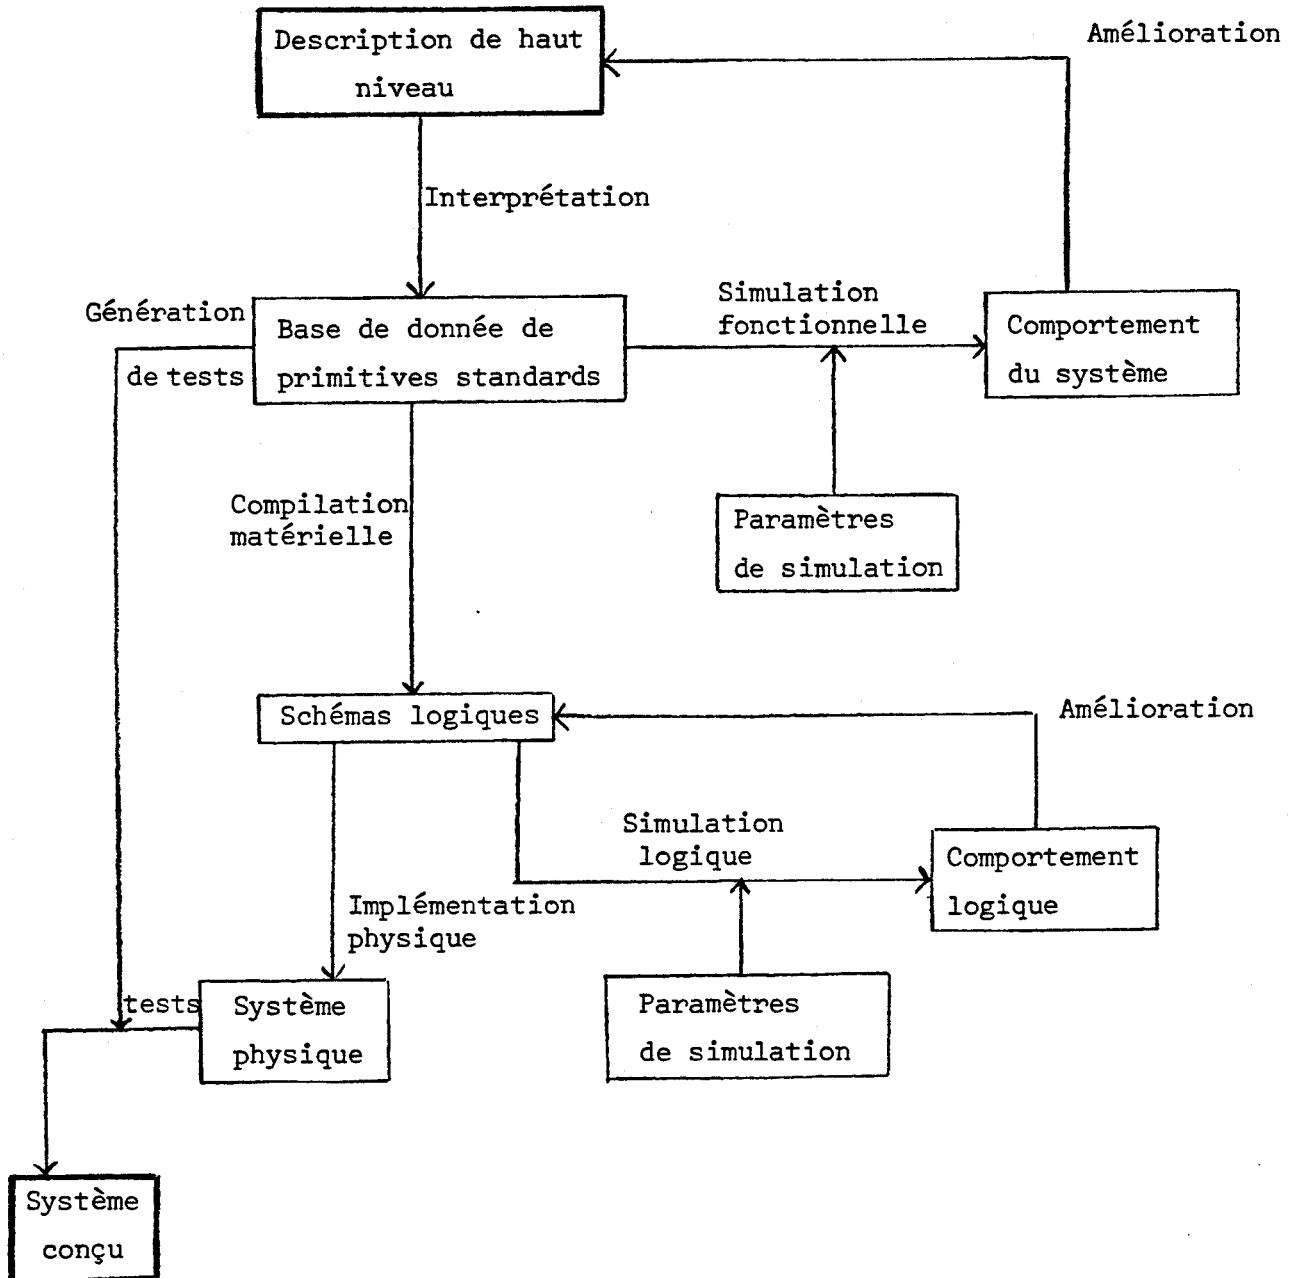 Description de haut
niveau
Amélioration
Interprétation
Génération
de tests
Base de donnée de
primitives standards
Simulation
fonctionnelle
Comportement
du système
Compilation
matérielle
Paramètres
de simulation
Schémas logiques
Amélioration
Simulation
logique
Comportement
logique
Implémentation
physique
tests
Système
physique
Paramètres
de simulation
Système
conçu